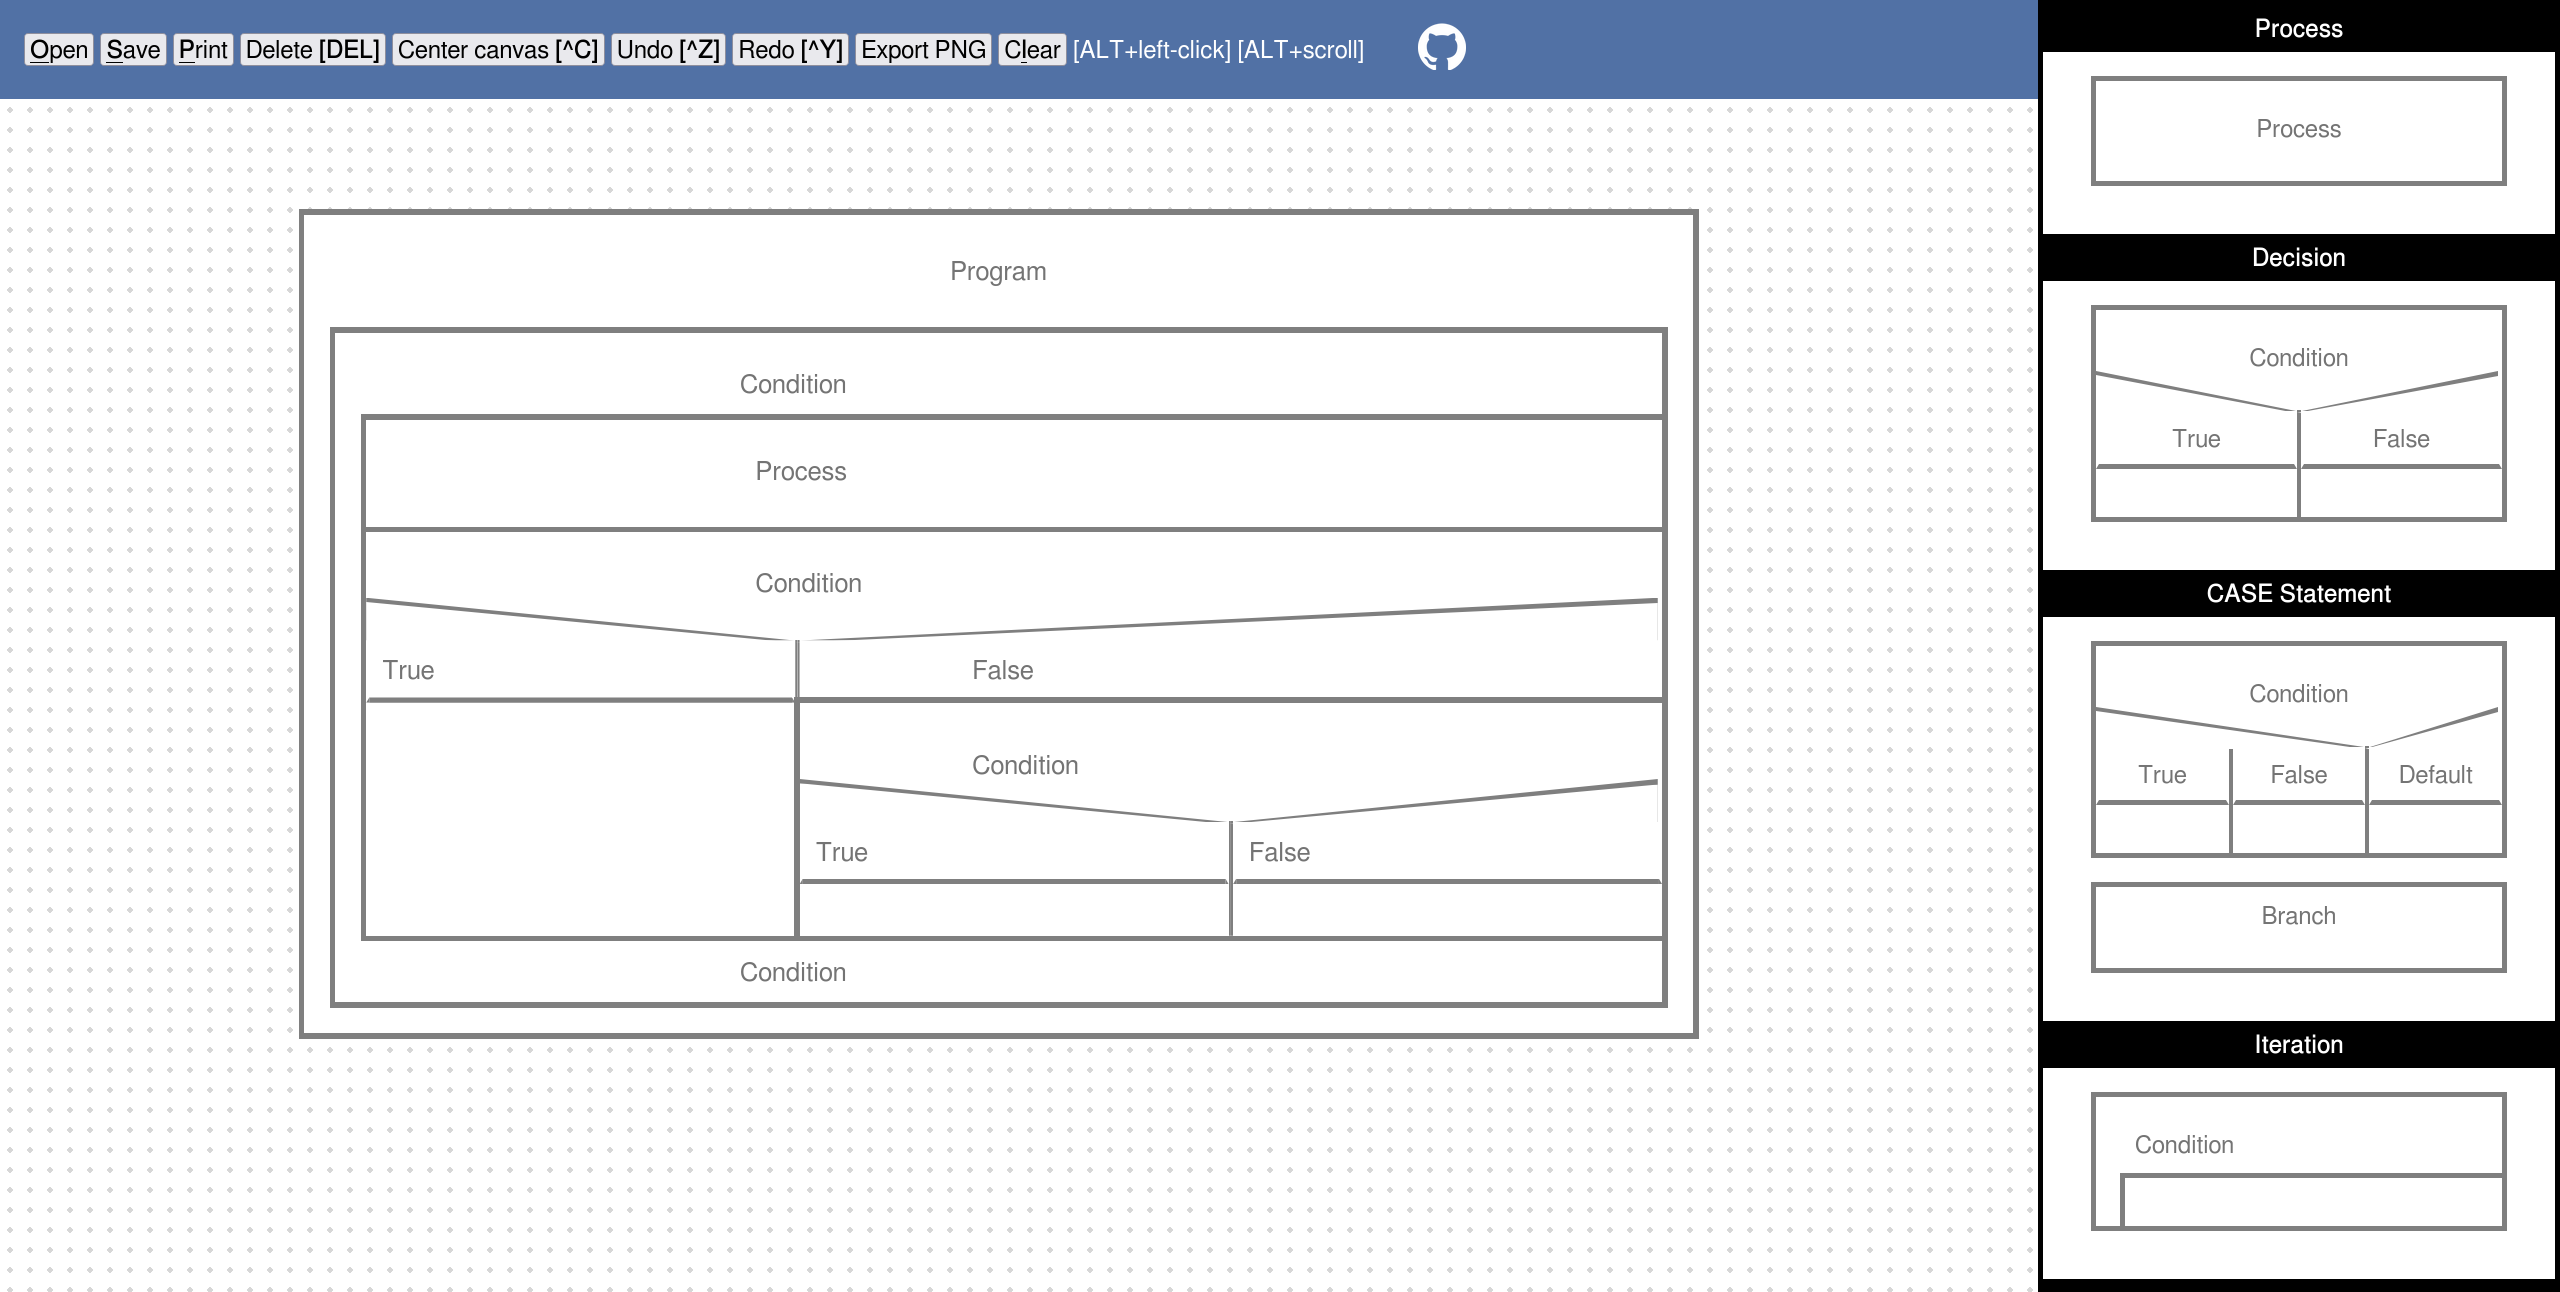 Open Save Print Delete [DEL] Center canvas [^C] Undo [^Z] Redo [^Y] Export PNG Clear [ALT+left-click] [ALT+scroll]
Program
Condition
Process
Condition
True False
Condition
True False
Condition
Process
Process
Decision
Condition
True False
CASE Statement
Condition
True False Default
Branch
Iteration
Condition